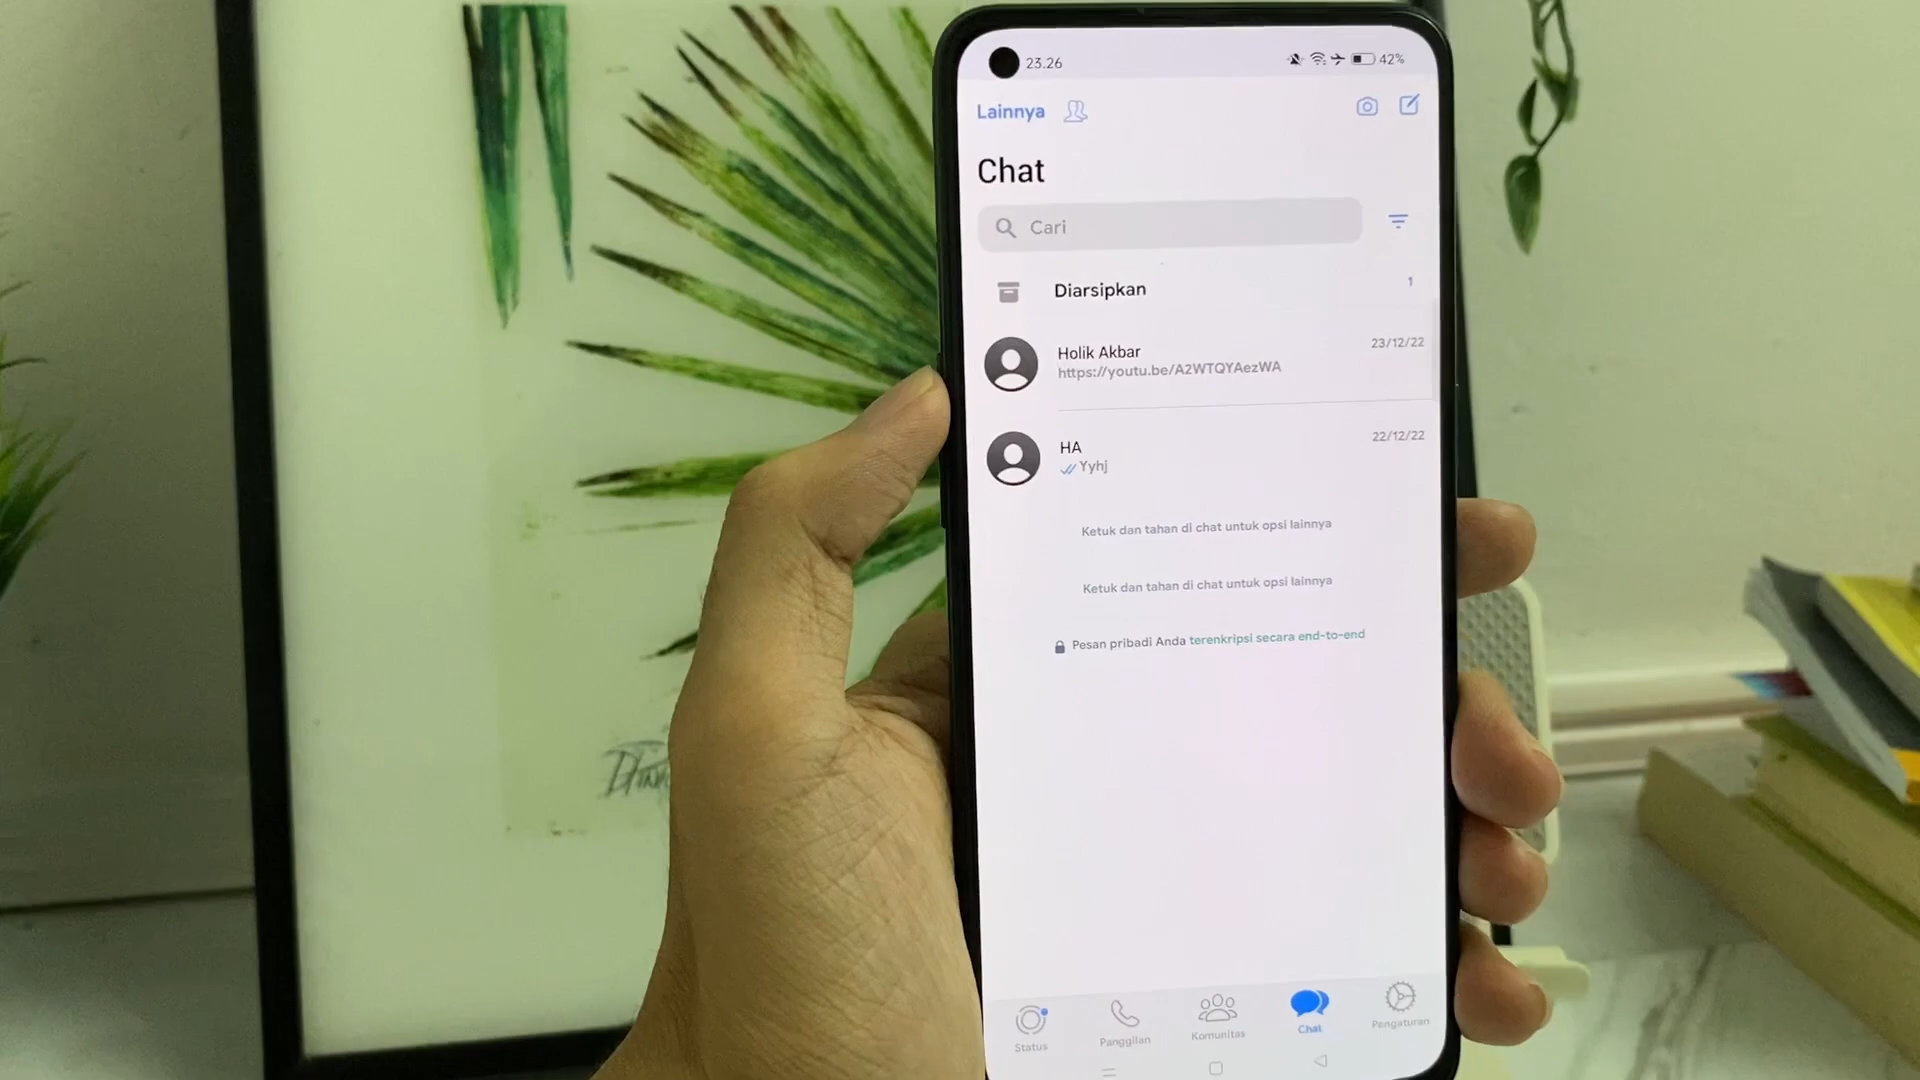 23.26
42%
Lainnya
Chat
Cari
Diarsipkan
1
Holik Akbar
23/12/22
https://youtu.be/A2WTQYAezWA
HA
22/12/22
Yyhj
Ketuk dan tahan di chat untuk opsi lainnya
Ketuk dan tahan di chat untuk opsi lainnya
Pesan pribadi Anda terenkripsi secara end-to-end
Status
Panggilan
Komunitas
Chat
Pengaturan